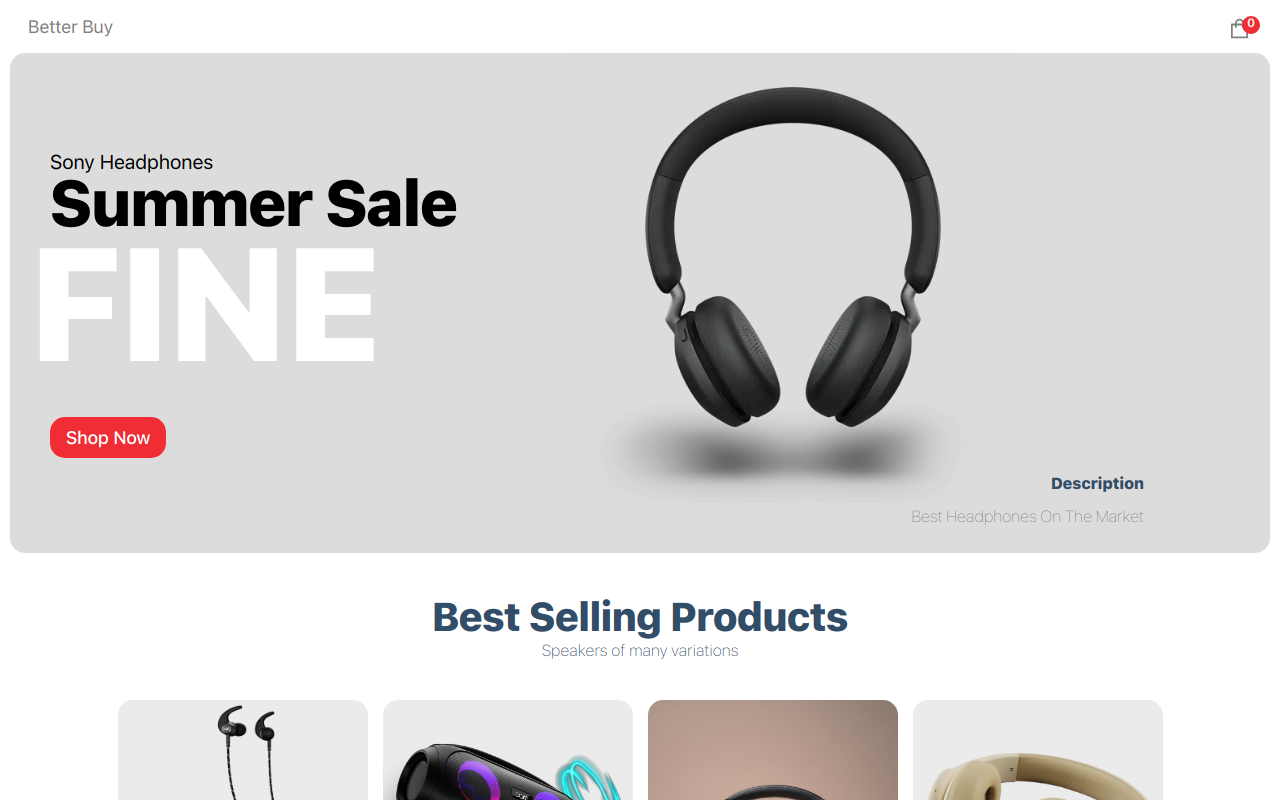 Better Buy
0
Sony Headphones
Summer Sale
FINE
Shop Now
Description
Best Headphones On The Market
Best Selling Products
Speakers of many variations